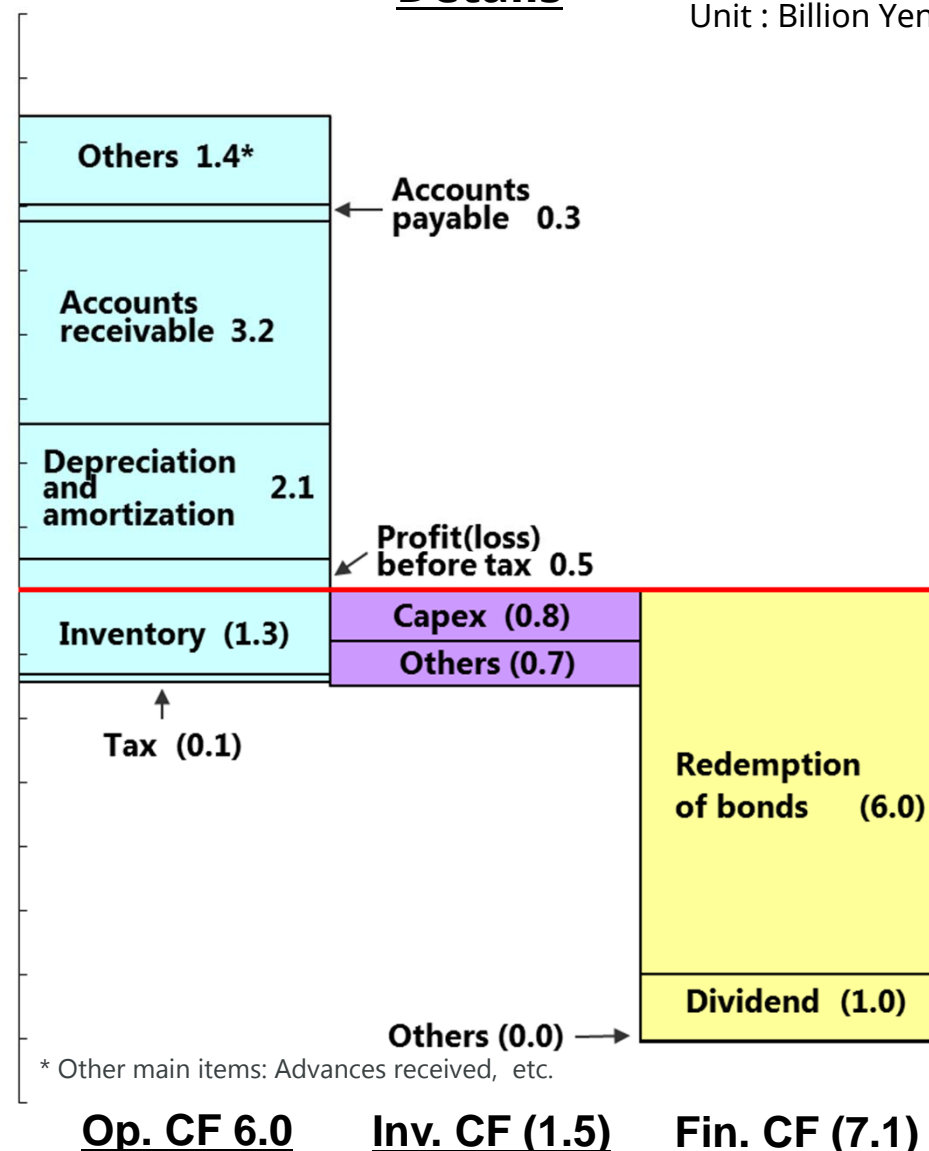 Unit : Billion Yen
Others 1.4*
Accounts
payable 0.3
Accounts
receivable 3.2
Depreciation
and 2.1
amortization
Profit(loss)
before tax 0.5
Capex (0.8)
Inventory (1.3)
Others (0.7)
Tax (0.1)
Redemption
of bonds (6.0)
Dividend (1.0)
Others (0.0)
* Other main items: Advances received, etc.
Op. CF 6.0 Inv. CF (1.5) Fin. CF (7.1)